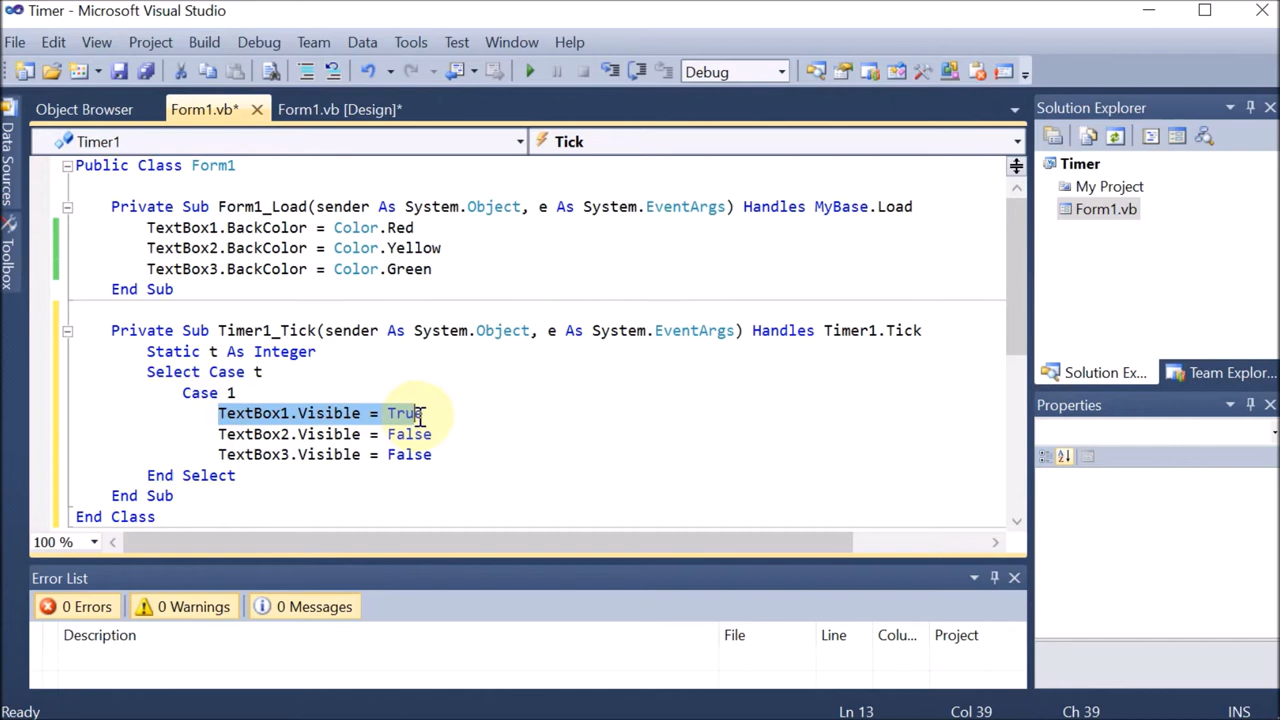 Timer - Microsoft Visual Studio
File Edit View Project Build Debug Team Data Tools Test Window Help
Debug
Data Sources
Toolbox
Object Browser Form1.vb* Form1.vb [Design]*
Timer1 Tick
Public Class Form1
Private Sub Form1_Load(sender As System.Object, e As System.EventArgs) Handles MyBase.Load
TextBox1.BackColor = Color.Red
TextBox2.BackColor = Color.Yellow
TextBox3.BackColor = Color.Green
End Sub
Private Sub Timer1_Tick(sender As System.Object, e As System.EventArgs) Handles Timer1.Tick
Static t As Integer
Select Case t
Case 1
TextBox1.Visible = True
TextBox2.Visible = False
TextBox3.Visible = False
End Select
End Sub
End Class
100 %
Solution Explorer
Timer
My Project
Form1.vb
Solution Ex... Team Explor...
Properties
Error List
0 Errors 0 Warnings 0 Messages
Description File Line Colu... Project
Ready Ln 13 Col 39 Ch 39 INS